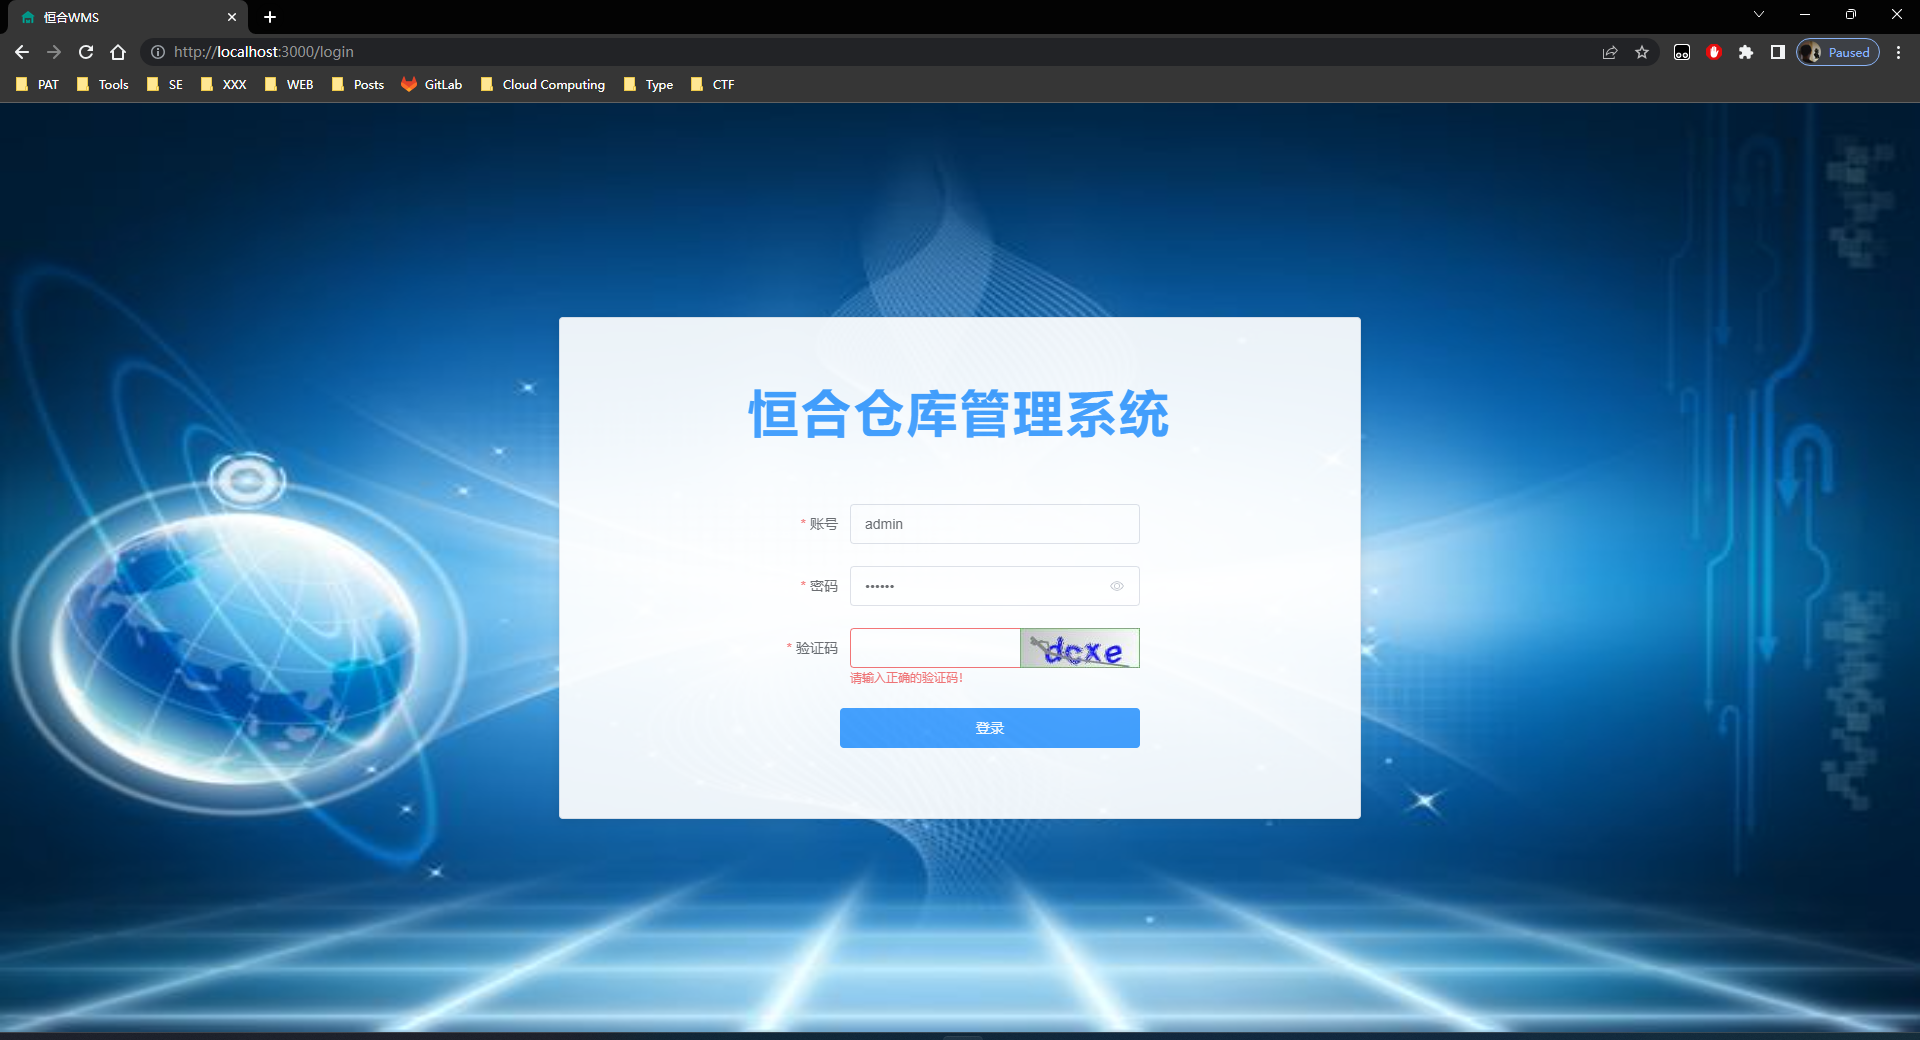 恒合WMS
http://localhost:3000/login
Paused
PAT Tools SE XXX WEB Posts GitLab Cloud Computing Type CTF
恒合仓库管理系统
* 账号 admin
* 密码 ••••••
* 验证码 dcxe
请输入正确的验证码!
登录